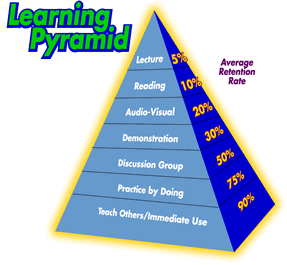 Learning
Pyramid
Average
Retention
Rate
Lecture 5%
Reading 10%
Audio-Visual 20%
Demonstration 30%
Discussion Group 50%
Practice by Doing 75%
Teach Others/Immediate Use 90%